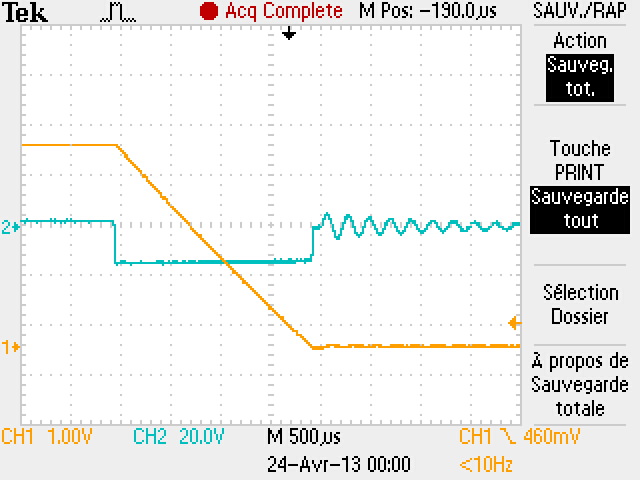 Tek
Acq Complete
M Pos: -190.0µs
SAUV./RAP
Action
Sauveg.
tot.
Touche
PRINT
Sauvegarde
tout
Sélection
Dossier
À propos de
Sauvegarde
totale
2
1
CH1 1.00V
CH2 20.0V
M 500µs
CH1 460mV
24-Avr-13 00:00
<10Hz